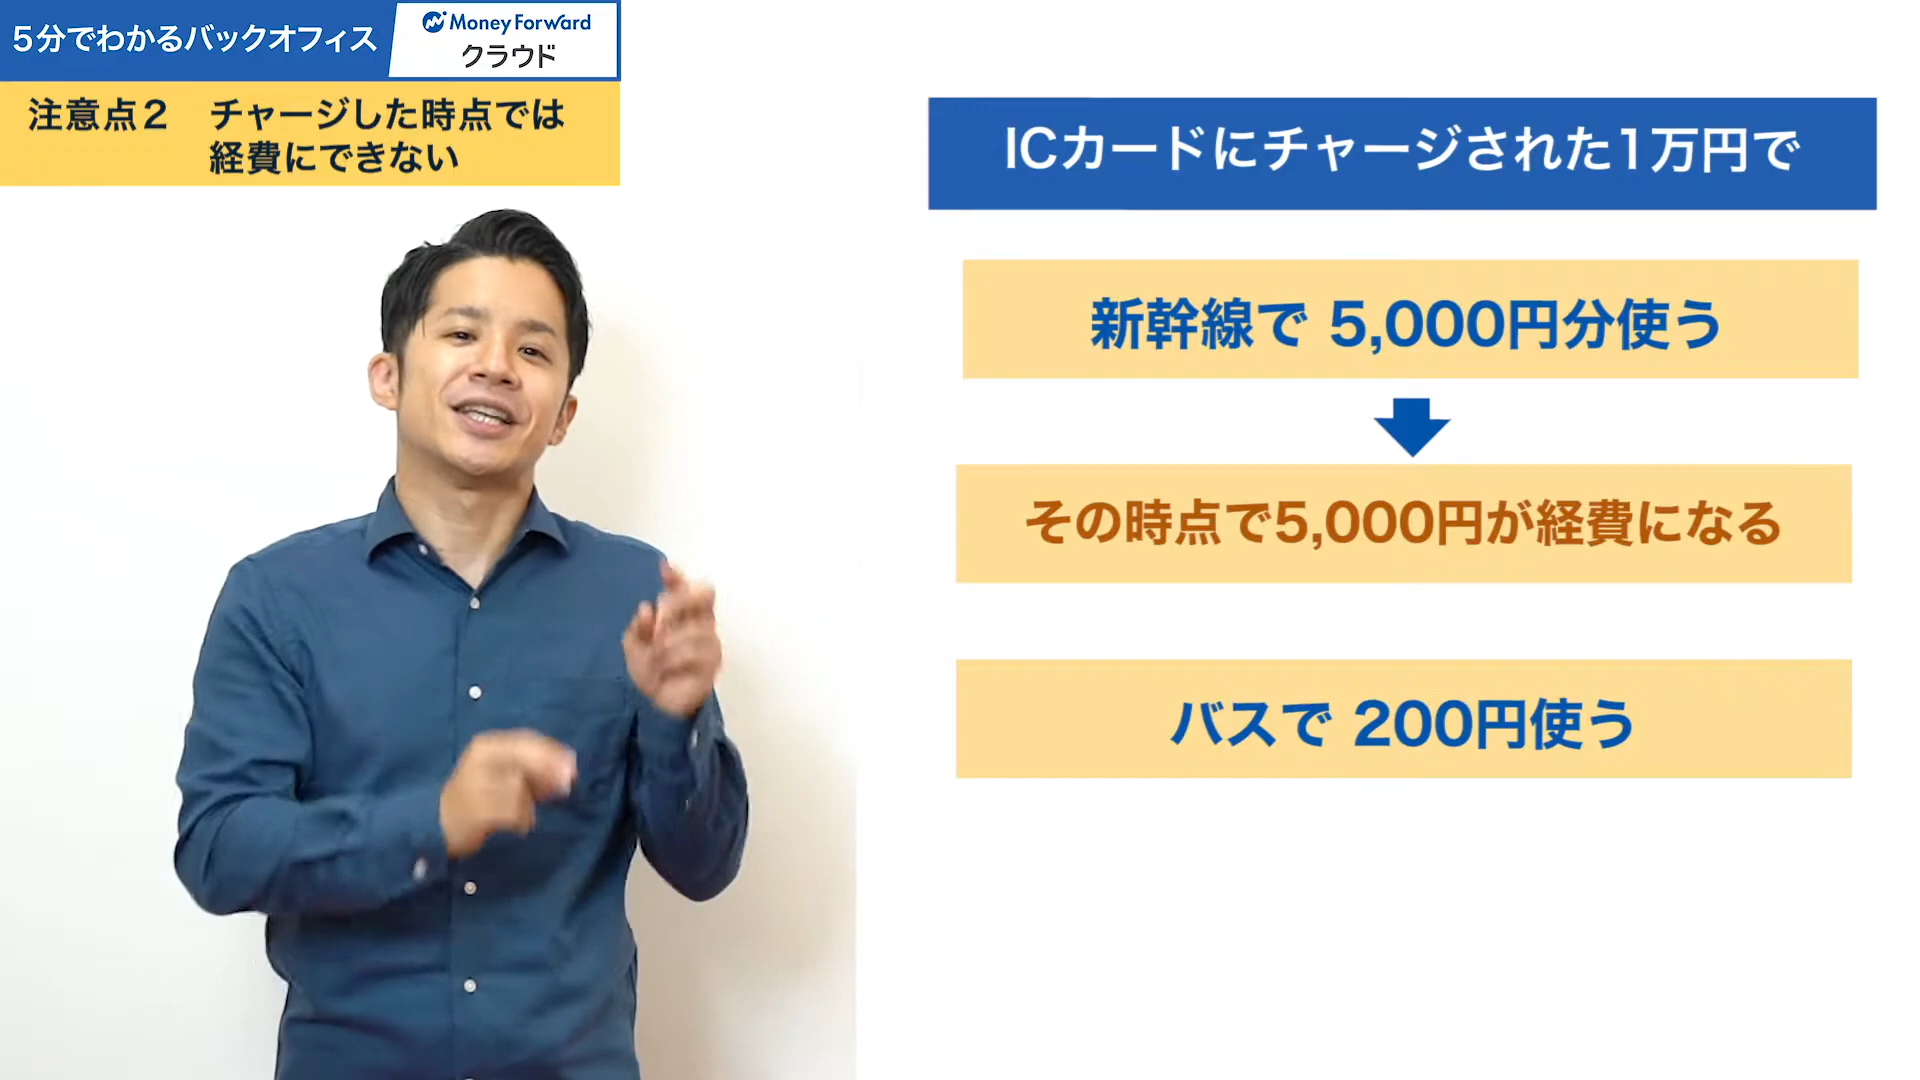 5分でわかるバックオフィス
Money Forward
クラウド
注意点2 チャージした時点では
経費にできない
ICカードにチャージされた1万円で
新幹線で 5,000円分使う
その時点で5,000円が経費になる
バスで 200円使う